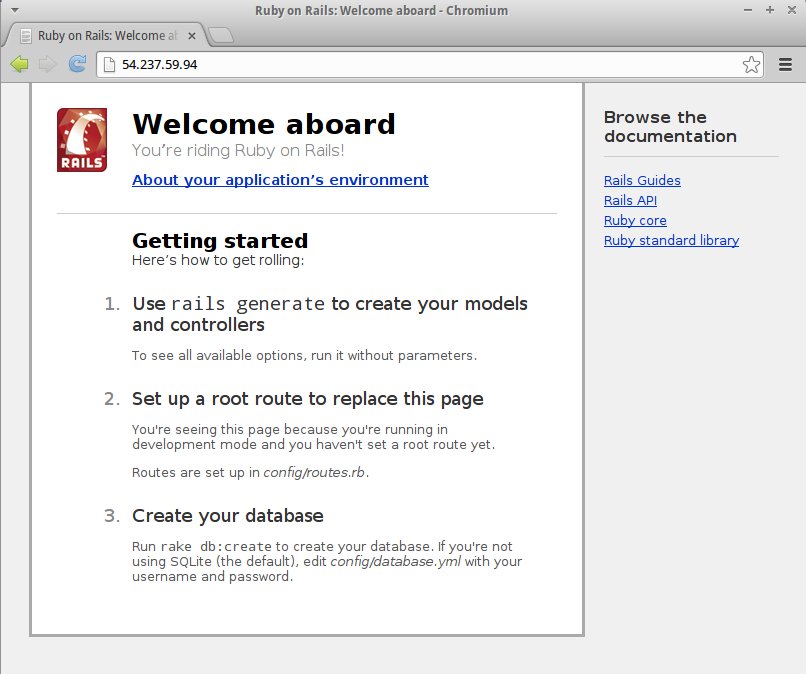 Ruby on Rails: Welcome aboard - Chromium
Ruby on Rails: Welcome ab
54.237.59.94
RAILS
Welcome aboard
You're riding Ruby on Rails!
About your application's environment
Getting started
Here's how to get rolling:
1. Use rails generate to create your models
and controllers
To see all available options, run it without parameters.
2. Set up a root route to replace this page
You're seeing this page because you're running in
development mode and you haven't set a root route yet.
Routes are set up in config/routes.rb.
3. Create your database
Run rake db:create to create your database. If you're not
using SQLite (the default), edit config/database.yml with your
username and password.
Browse the
documentation
Rails Guides
Rails API
Ruby core
Ruby standard library